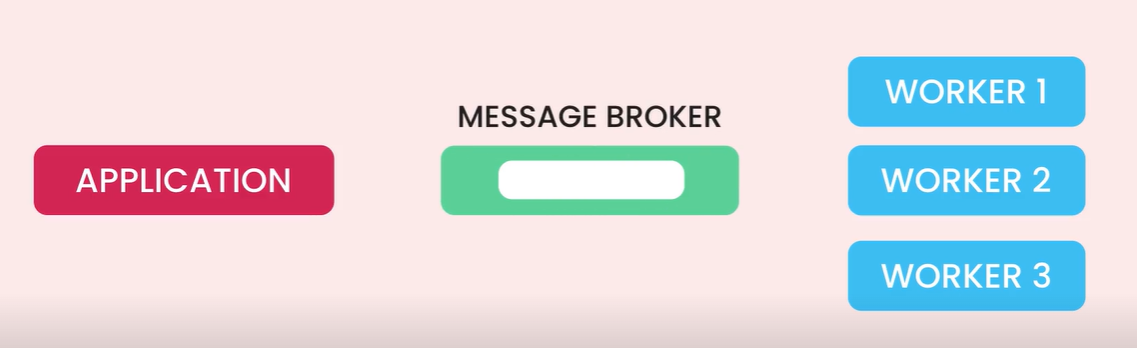 MESSAGE BROKER
APPLICATION
WORKER 1
WORKER 2
WORKER 3